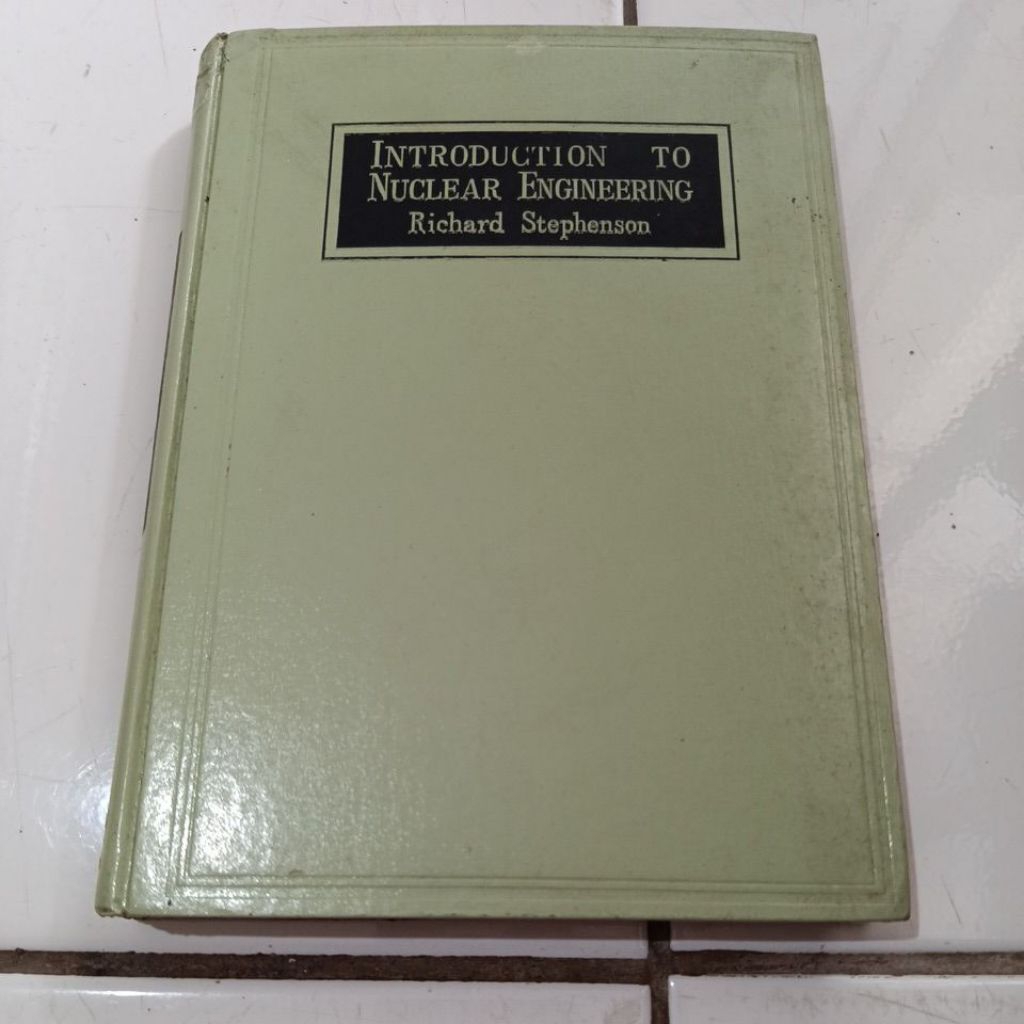 INTRODUCTION TO
NUCLEAR ENGINEERING
Richard Stephenson